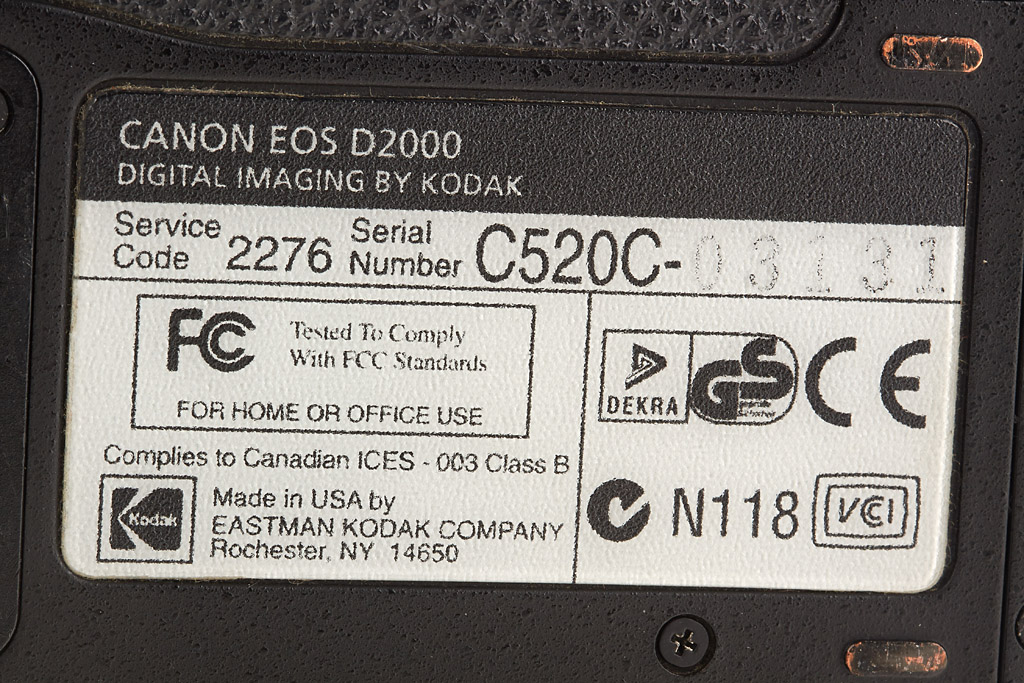 CANON EOS D2000
DIGITAL IMAGING BY KODAK
Service Code 2276 Serial Number C520C-03131
FC
Tested To Comply
With FCC Standards
FOR HOME OR OFFICE USE
Complies to Canadian ICES - 003 Class B
Kodak
Made in USA by
EASTMAN KODAK COMPANY
Rochester, NY 14650
DEKRA
GS
CE
N118
VCI